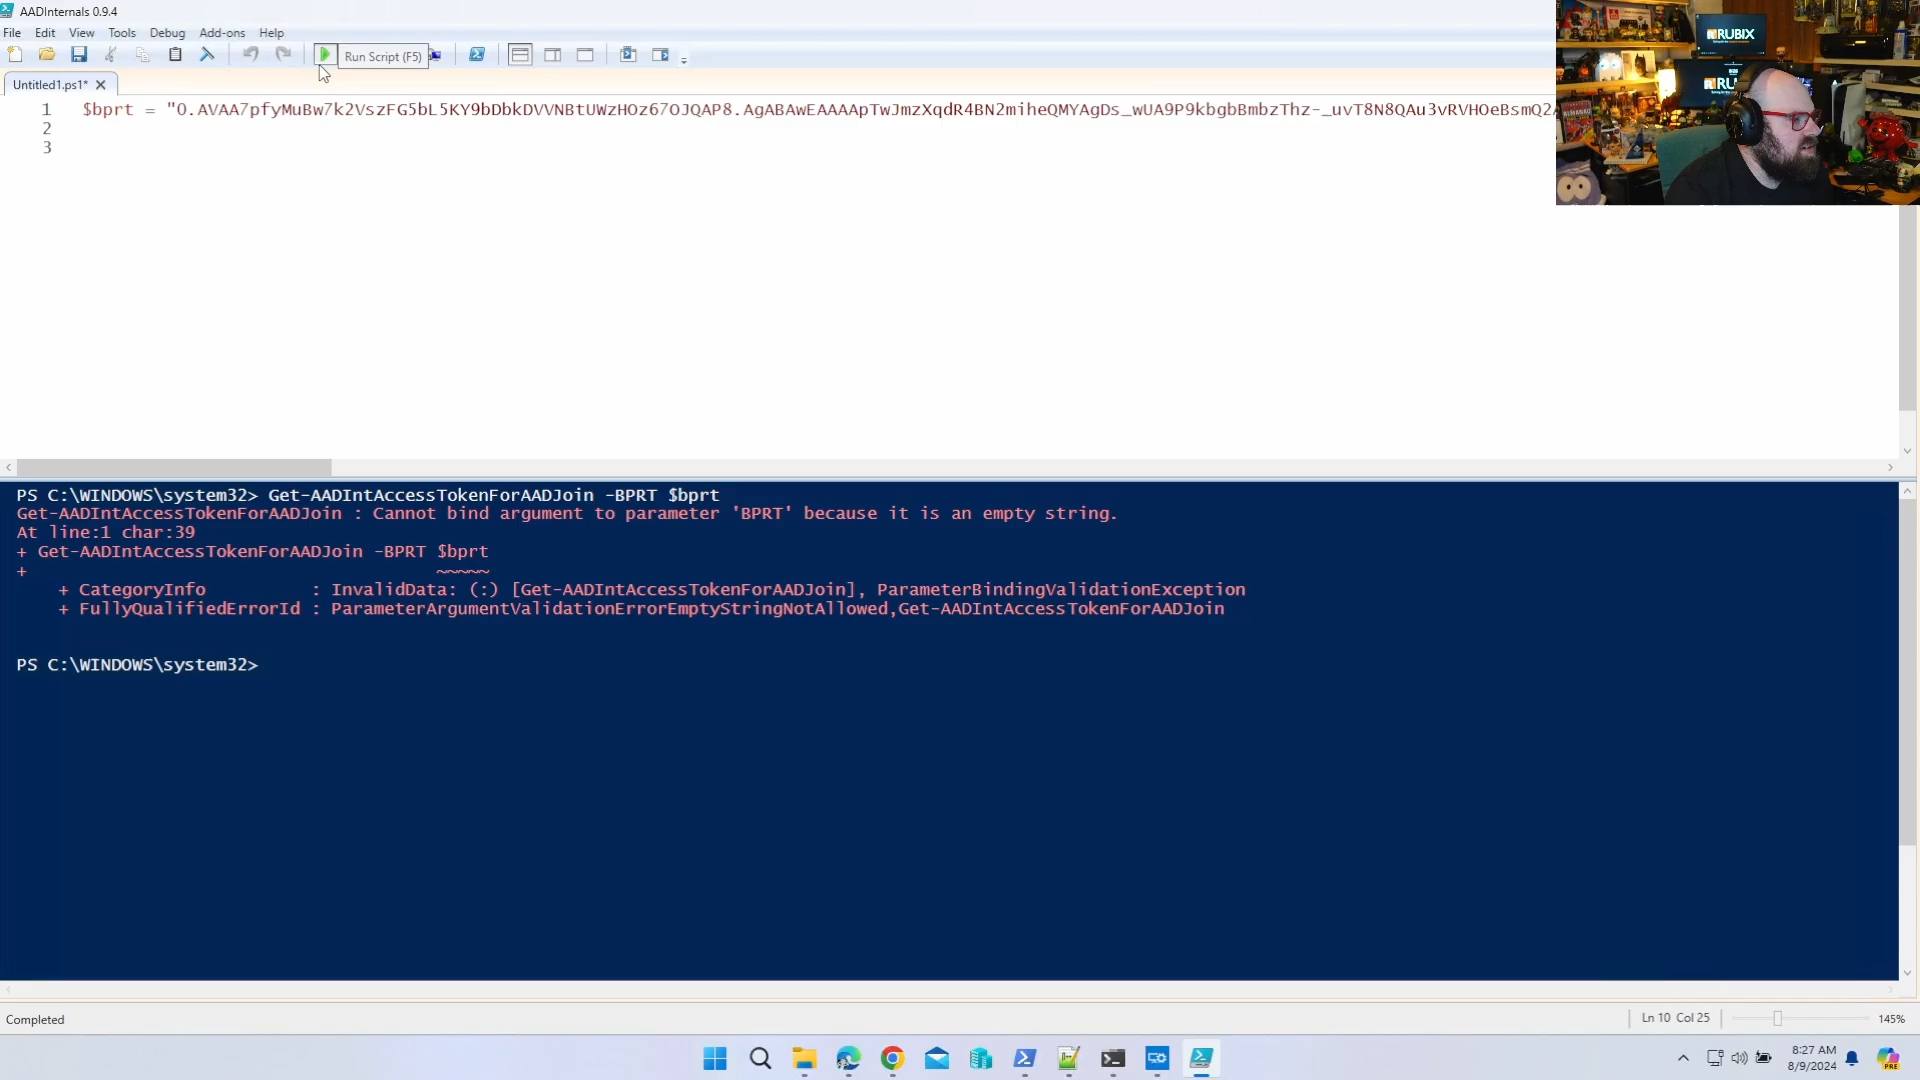 AADInternals 0.9.4
File Edit View Tools Debug Add-ons Help
Run Script (F5)
Untitled1.ps1* X
1 $bprt = "0.AVAA7pfyMuBw7k2VszFG5bL5KY9bDbkDVVNBtUWzHOz67OJQAP8.AgABAwEAAAApTwJmzXqdR4BN2miheQMYAgDs_wUA9P9kbgbBmbzThz-_uvT8N8QAu3vRVHOeBsmQ2
2
3
RUBIX
PS C:\WINDOWS\system32> Get-AADIntAccessTokenForAADJoin -BPRT $bprt
Get-AADIntAccessTokenForAADJoin : Cannot bind argument to parameter 'BPRT' because it is an empty string.
At line:1 char:39
+ Get-AADIntAccessTokenForAADJoin -BPRT $bprt
+ ~~~~~
+ CategoryInfo : InvalidData: (:) [Get-AADIntAccessTokenForAADJoin], ParameterBindingValidationException
+ FullyQualifiedErrorId : ParameterArgumentValidationErrorEmptyStringNotAllowed,Get-AADIntAccessTokenForAADJoin
PS C:\WINDOWS\system32>
Completed
Ln 10 Col 25
145%
8:27 AM
8/9/2024
PRE